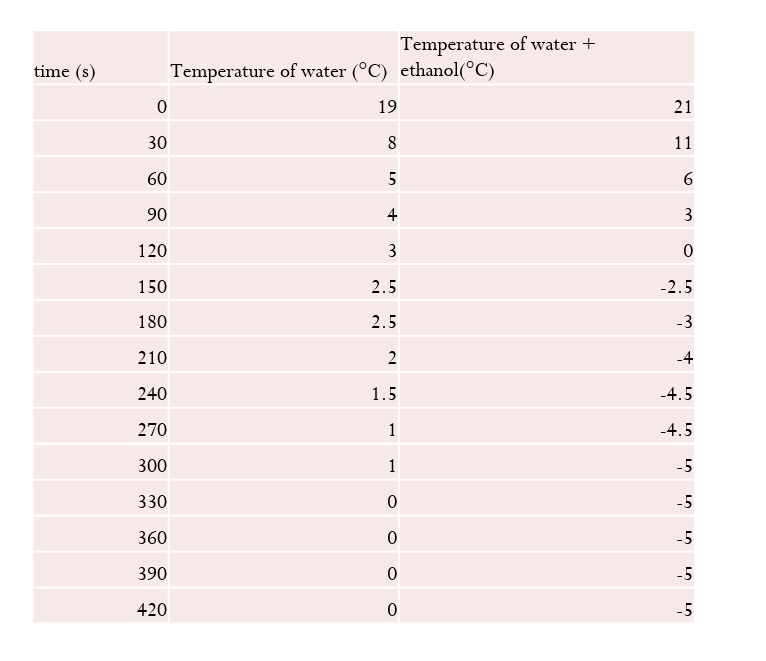 Temperature of water +
time (s) Temperature of water (°C) ethanol(°C)
0 19 21
30 8 11
60 5 6
90 4 3
120 3 0
150 2.5 -2.5
180 2.5 -3
210 2 -4
240 1.5 -4.5
270 1 -4.5
300 1 -5
330 0 -5
360 0 -5
390 0 -5
420 0 -5